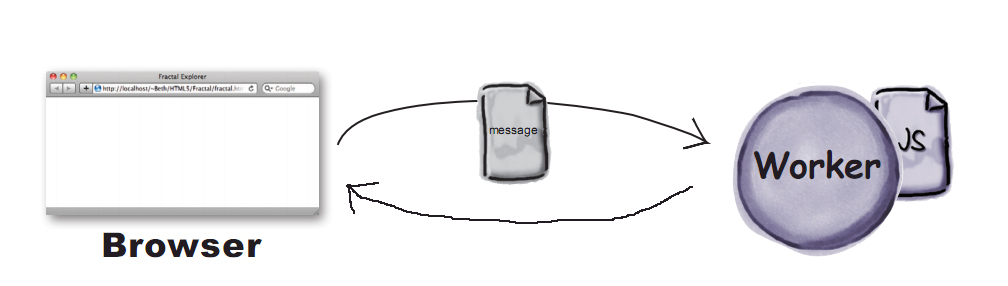 Fractal Explorer
http://localhost/~Beth/HTML5/Fractal/fractal.htm
Google
message
JS
Worker
Browser